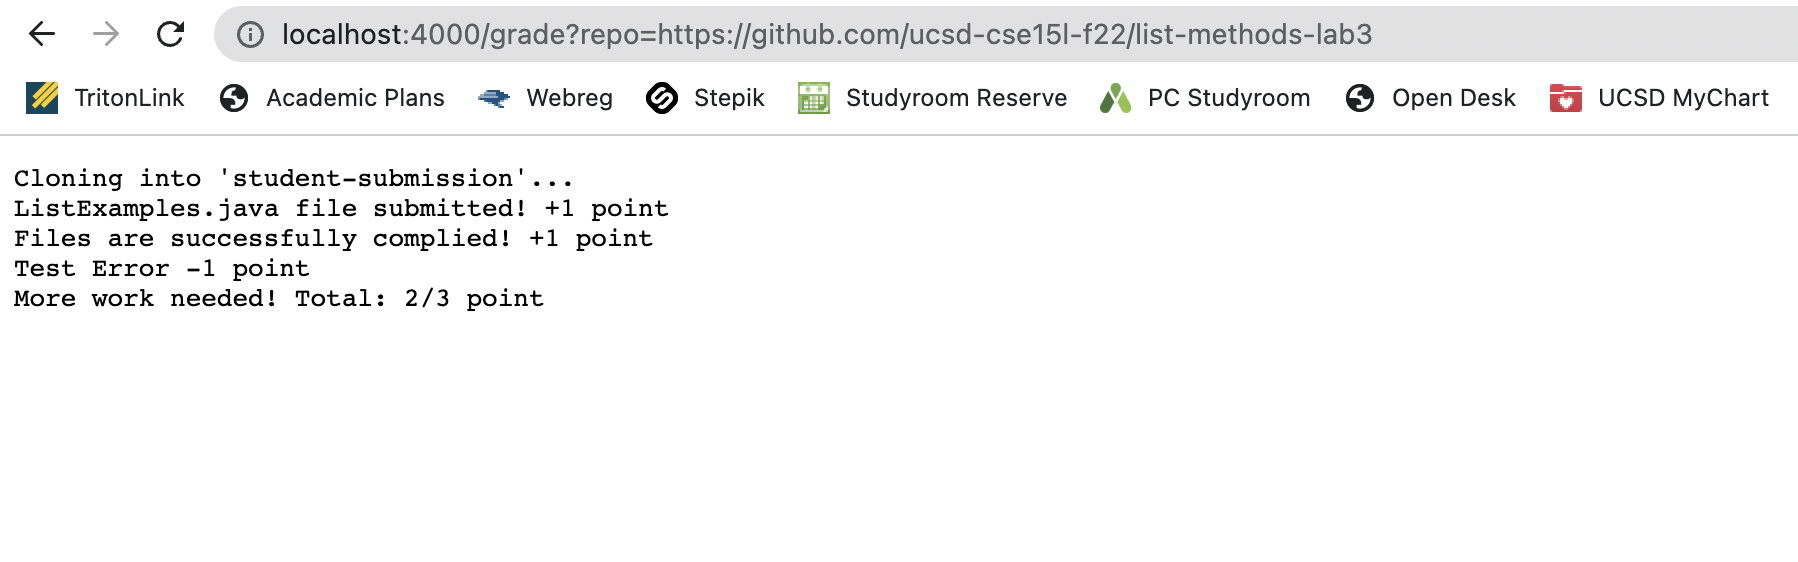 localhost:4000/grade?repo=https://github.com/ucsd-cse15l-f22/list-methods-lab3
TritonLink Academic Plans Webreg Stepik Studyroom Reserve PC Studyroom Open Desk UCSD MyChart
Cloning into 'student-submission'...
ListExamples.java file submitted! +1 point
Files are successfully complied! +1 point
Test Error -1 point
More work needed! Total: 2/3 point